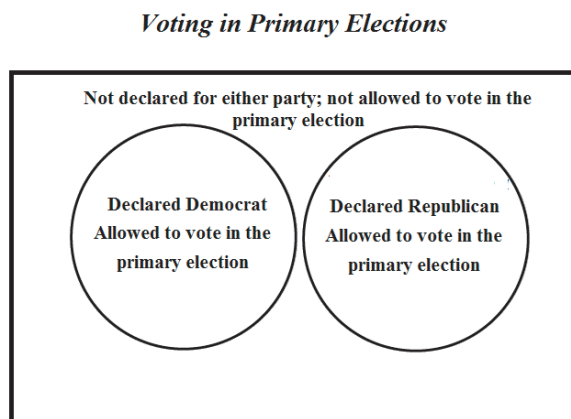 Voting in Primary Elections
Not declared for either party; not allowed to vote in the
primary election
Declared Democrat
Allowed to vote in the
primary election
Declared Republican
Allowed to vote in the
primary election